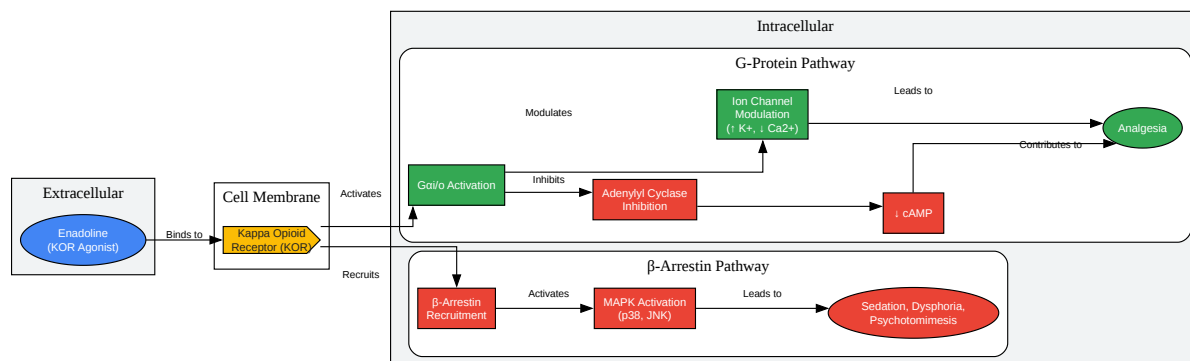 Intracellular
G-Protein Pathway
Ion Channel
Modulation
(↑ K+, ↓ Ca2+)
Leads to
Modulates
Analgesia
Contributes to
Gαi/o Activation
Inhibits
Adenylyl Cyclase
Inhibition
↓ cAMP
Extracellular
Enadoline
(KOR Agonist)
Binds to
Cell Membrane
Kappa Opioid
Receptor (KOR)
Activates
Recruits
β-Arrestin Pathway
β-Arrestin
Recruitment
Activates
MAPK Activation
(p38, JNK)
Leads to
Sedation, Dysphoria,
Psychotomimesis